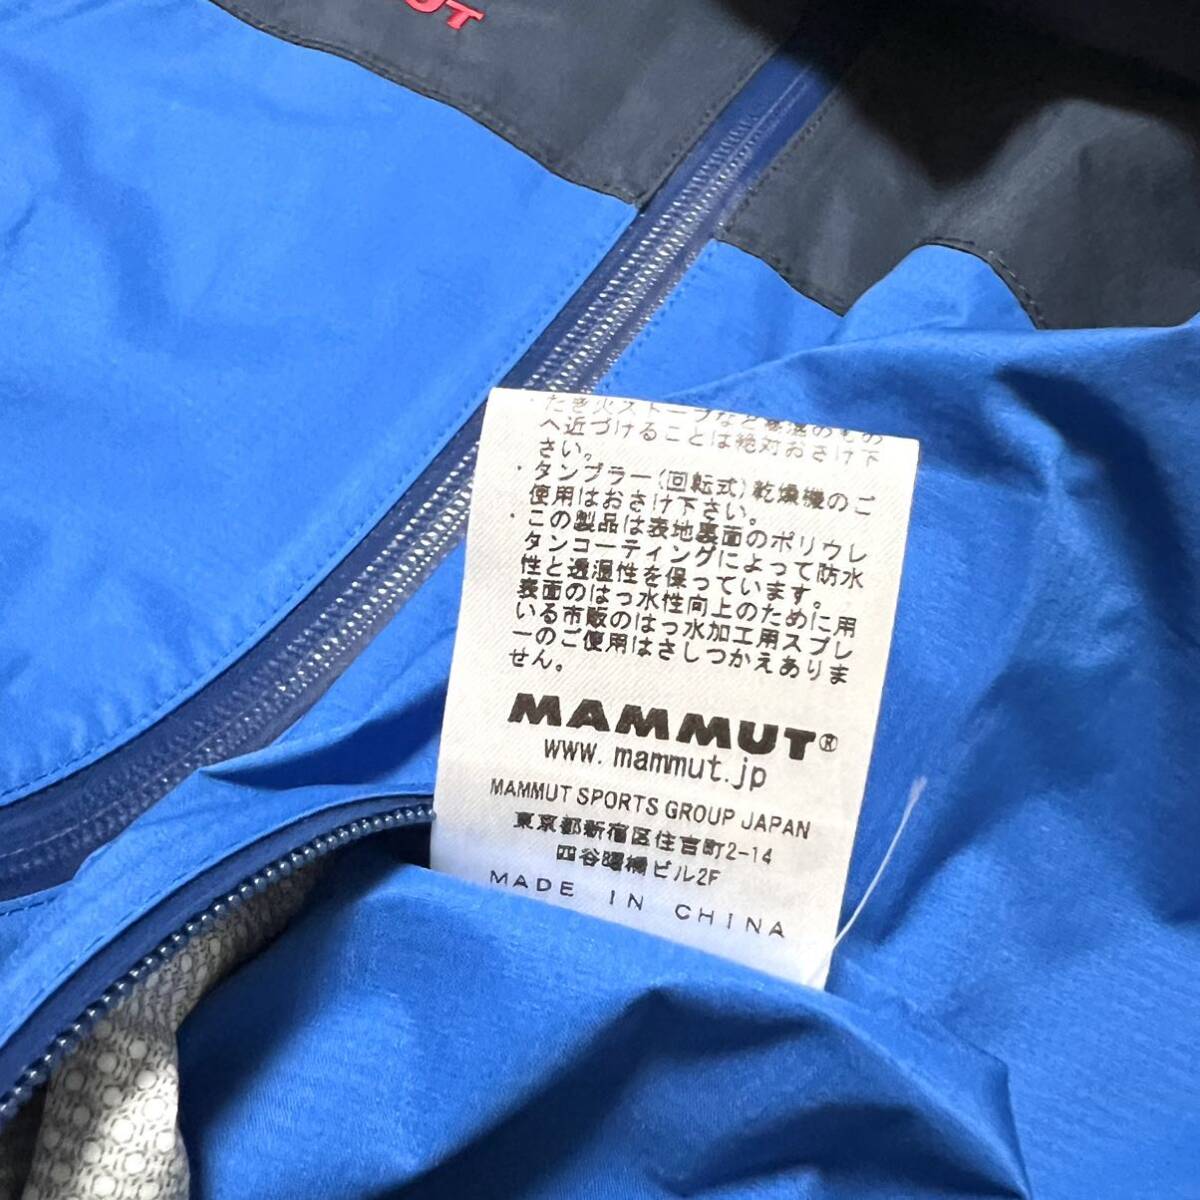 MUT
・たき火ストーブなど高温のもの
へ近づけることは絶対おさけ下
さい。
・タンブラー(回転式)乾燥機のご
使用はおさけ下さい。
・この製品は表地裏面のポリウレ
タンコーティングによって防水
性と透湿性を保っています。
表面のはっ水性向上のために用
いる市販のはっ水加工用スプレ
ーのご使用はさしつかえありま
せん。
MAMMUT®
www.mammut.jp
MAMMUT SPORTS GROUP JAPAN
東京都新宿区住吉町2-14
四谷曙橋ビル2F
MADE IN CHINA